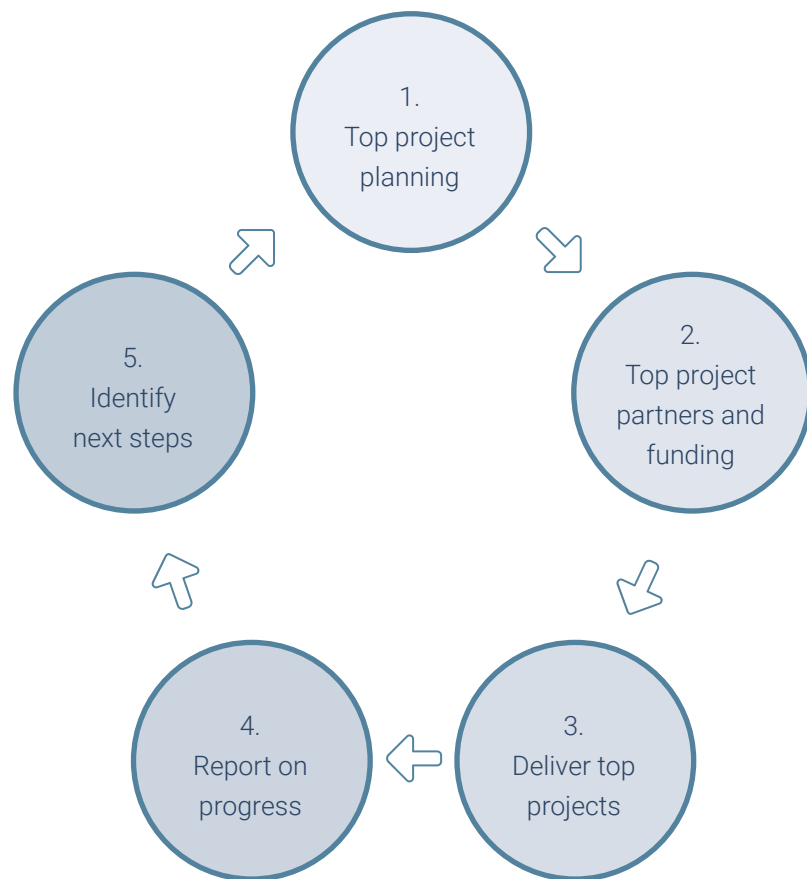 1.
Top project
planning
2.
Top project
partners and
funding
3.
Deliver top
projects
4.
Report on
progress
5.
Identify
next steps